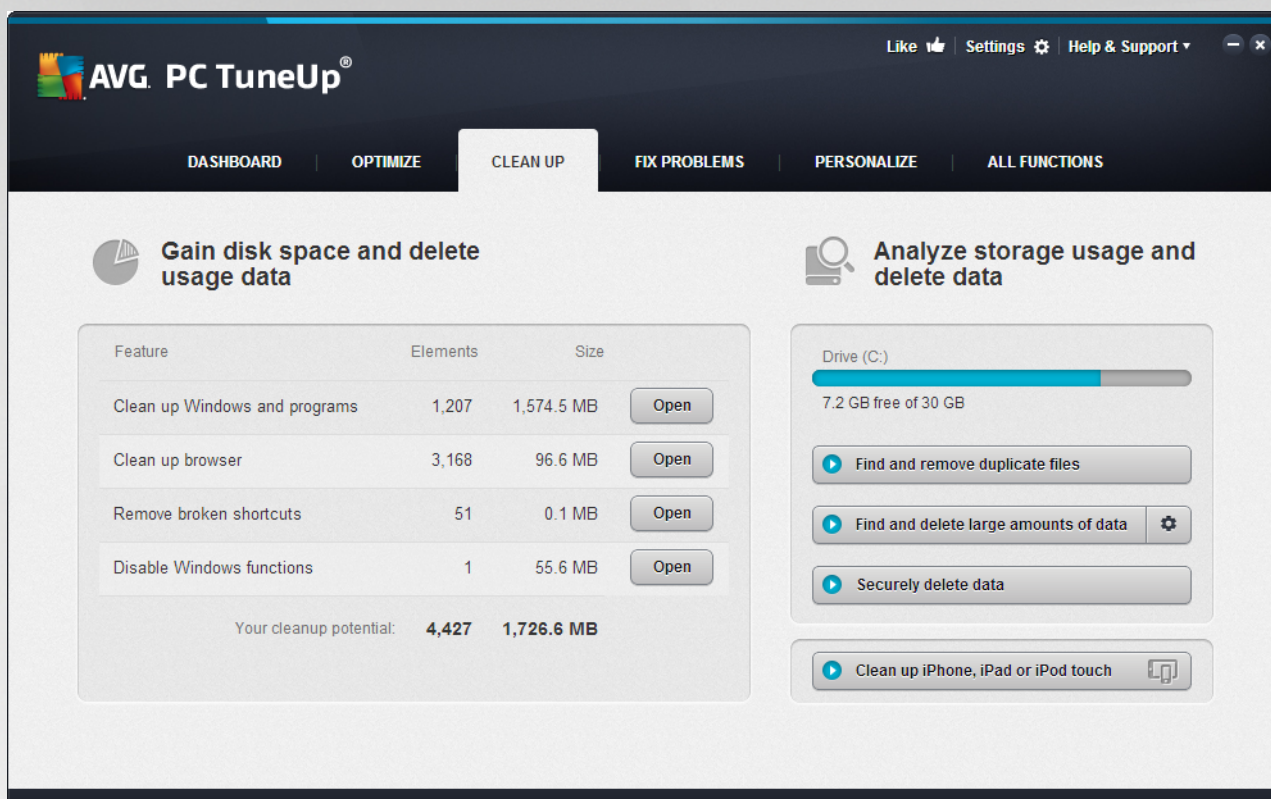 Like Settings Help & Support
AVG. PC TuneUp®
DASHBOARD OPTIMIZE CLEAN UP FIX PROBLEMS PERSONALIZE ALL FUNCTIONS
Gain disk space and delete
usage data
Feature Elements Size
Clean up Windows and programs 1,207 1,574.5 MB Open
Clean up browser 3,168 96.6 MB Open
Remove broken shortcuts 51 0.1 MB Open
Disable Windows functions 1 55.6 MB Open
Your cleanup potential: 4,427 1,726.6 MB
Analyze storage usage and
delete data
Drive (C:)
7.2 GB free of 30 GB
Find and remove duplicate files
Find and delete large amounts of data
Securely delete data
Clean up iPhone, iPad or iPod touch